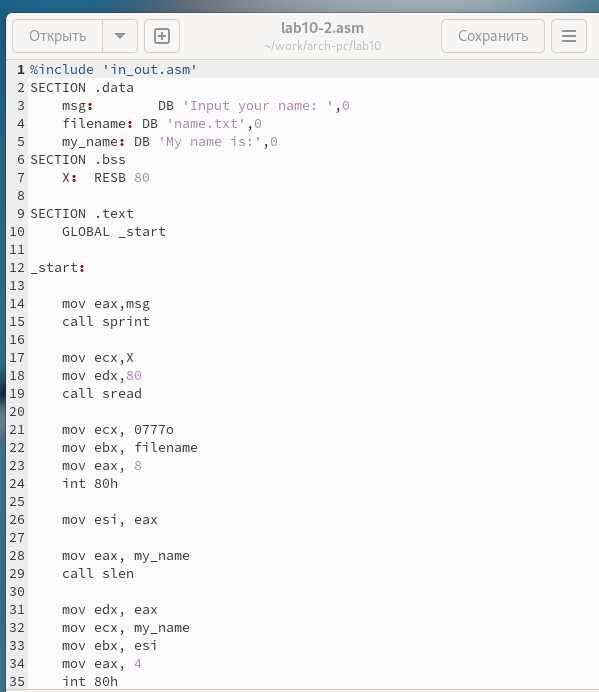 Открыть
lab10-2.asm
~/work/arch-pc/lab10
Сохранить
1 %include 'in_out.asm'
2 SECTION .data
3     msg:        DB 'Input your name: ',0
4     filename: DB 'name.txt',0
5     my_name: DB 'My name is:',0
6 SECTION .bss
7     X:  RESB 80
8
9 SECTION .text
10     GLOBAL _start
11
12 _start:
13
14     mov eax,msg
15     call sprint
16
17     mov ecx,X
18     mov edx,80
19     call sread
20
21     mov ecx, 0777o
22     mov ebx, filename
23     mov eax, 8
24     int 80h
25
26     mov esi, eax
27
28     mov eax, my_name
29     call slen
30
31     mov edx, eax
32     mov ecx, my_name
33     mov ebx, esi
34     mov eax, 4
35     int 80h